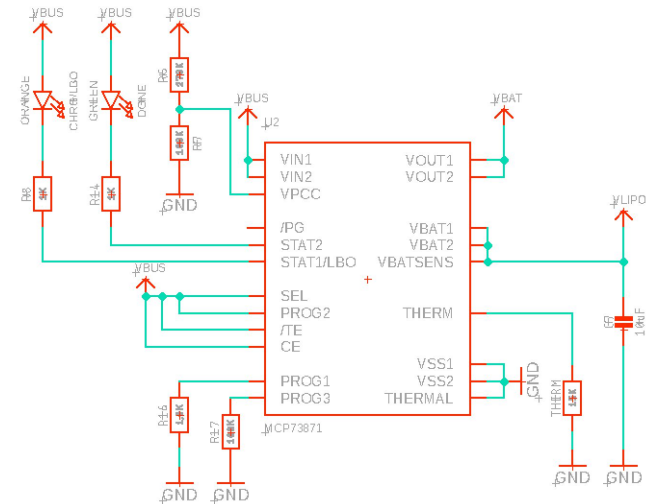 VBUS
VBUS
VBUS
ORANGE
CHRG/LBO
GREEN
DONE
R6
270K
R7
100K
GND
R8
1K
R14
1K
VBUS
VBAT
U2
VIN1
VIN2
VPCC
/PG
STAT2
STAT1/LBO
SEL
PROG2
/TE
CE
PROG1
PROG3
VOUT1
VOUT2
VBAT1
VBAT2
VBATSENS
THERM
VSS1
VSS2
THERMAL
MCP73871
VBUS
VLIPO
10uF
GND
THERM
GND
GND
R16
GND
R17
100K
GND